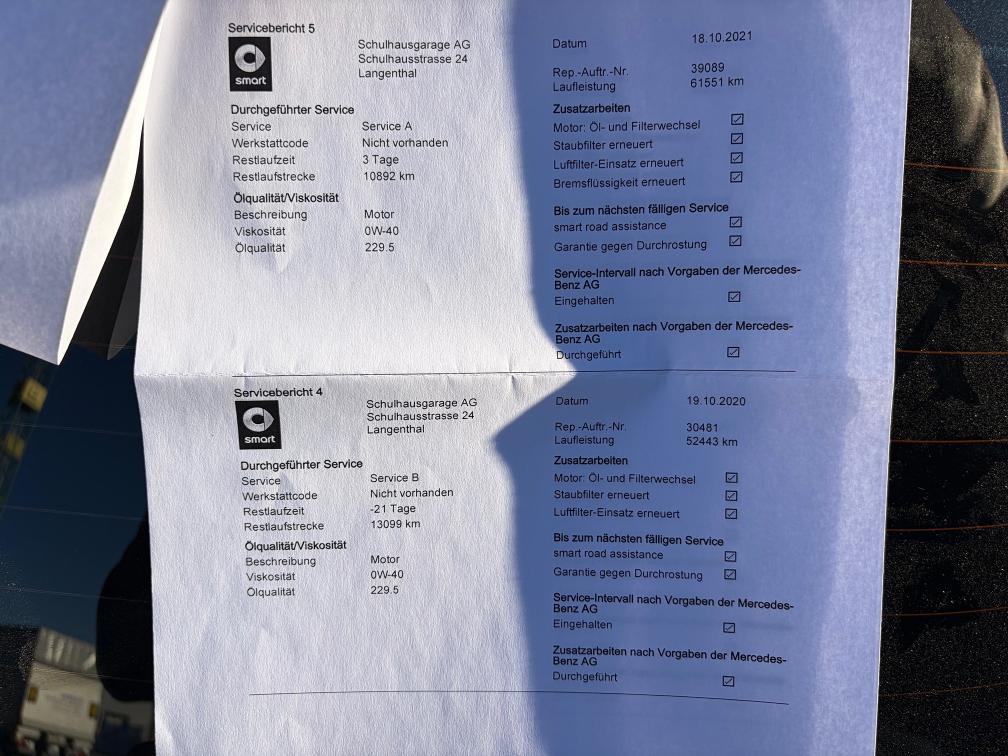 Servicebericht 5
smart
Schulhausgarage AG
Schulhausstrasse 24
Langenthal
Datum 18.10.2021
Rep.-Auftr.-Nr. 39089
Laufleistung 61551 km
Durchgeführter Service
Service Service A
Werkstattcode Nicht vorhanden
Restlaufzeit 3 Tage
Restlaufstrecke 10892 km
Ölqualität/Viskosität
Beschreibung Motor
Viskosität 0W-40
Ölqualität 229.5
Zusatzarbeiten
Motor: Öl- und Filterwechsel
Staubfilter erneuert
Luftfilter-Einsatz erneuert
Bremsflüssigkeit erneuert
Bis zum nächsten fälligen Service
smart road assistance
Garantie gegen Durchrostung
Service-Intervall nach Vorgaben der Mercedes-
Benz AG
Eingehalten
Zusatzarbeiten nach Vorgaben der Mercedes-
Benz AG
Durchgeführt
Servicebericht 4
smart
Schulhausgarage AG
Schulhausstrasse 24
Langenthal
Datum 19.10.2020
Rep.-Auftr.-Nr. 30481
Laufleistung 52443 km
Durchgeführter Service
Service Service B
Werkstattcode Nicht vorhanden
Restlaufzeit -21 Tage
Restlaufstrecke 13099 km
Ölqualität/Viskosität
Beschreibung Motor
Viskosität 0W-40
Ölqualität 229.5
Zusatzarbeiten
Motor: Öl- und Filterwechsel
Staubfilter erneuert
Luftfilter-Einsatz erneuert
Bis zum nächsten fälligen Service
smart road assistance
Garantie gegen Durchrostung
Service-Intervall nach Vorgaben der Mercedes-
Benz AG
Eingehalten
Zusatzarbeiten nach Vorgaben der Mercedes-
Benz AG
Durchgeführt